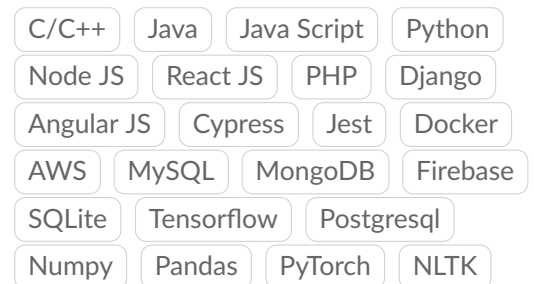 C/C++ Java Java Script Python
Node JS React JS PHP Django
Angular JS Cypress Jest Docker
AWS MySQL MongoDB Firebase
SQLite Tensorflow Postgresql
Numpy Pandas PyTorch NLTK